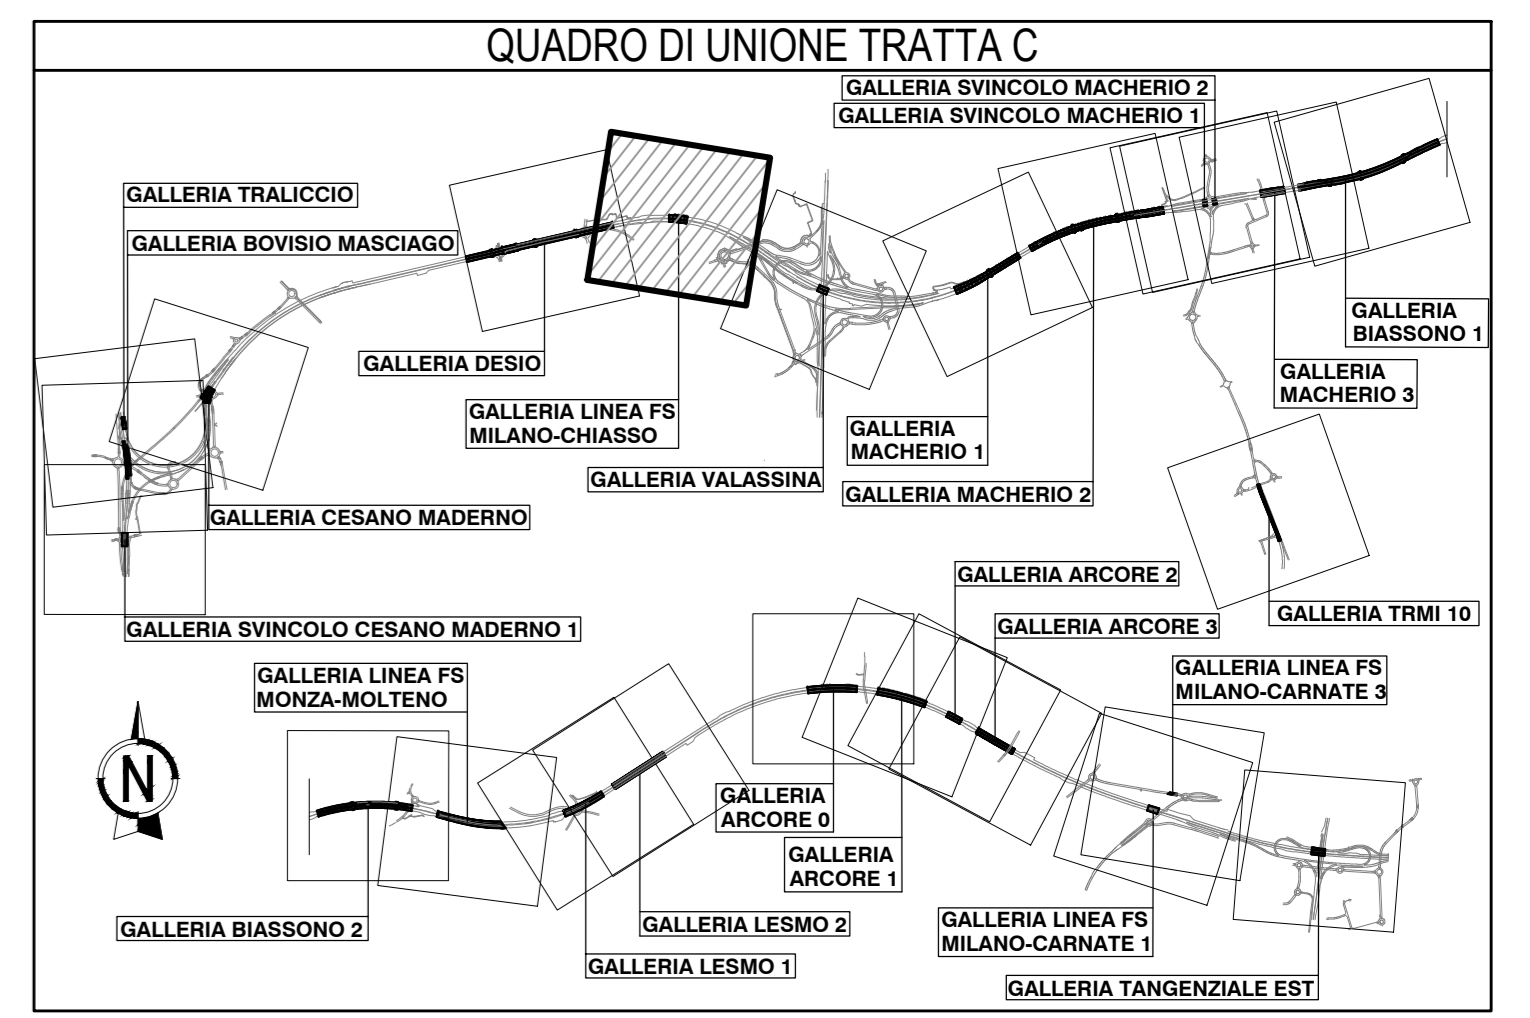 QUADRO DI UNIONE TRATTA C
GALLERIA SVINCOLO MACHERIO 2
GALLERIA SVINCOLO MACHERIO 1
GALLERIA TRALICCIO
GALLERIA BOVISIO MASCIAGO
GALLERIA
BIASSONO 1
GALLERIA DESIO
GALLERIA
MACHERIO 3
GALLERIA LINEA FS
MILANO-CHIASSO
GALLERIA
MACHERIO 1
GALLERIA VALASSINA
GALLERIA MACHERIO 2
GALLERIA CESANO MADERNO
GALLERIA ARCORE 2
GALLERIA TRMI 10
GALLERIA SVINCOLO CESANO MADERNO 1
GALLERIA ARCORE 3
GALLERIA LINEA FS
MONZA-MOLTENO
GALLERIA LINEA FS
MILANO-CARNATE 3
N
GALLERIA
ARCORE 0
GALLERIA
ARCORE 1
GALLERIA BIASSONO 2
GALLERIA LESMO 2
GALLERIA LINEA FS
MILANO-CARNATE 1
GALLERIA LESMO 1
GALLERIA TANGENZIALE EST